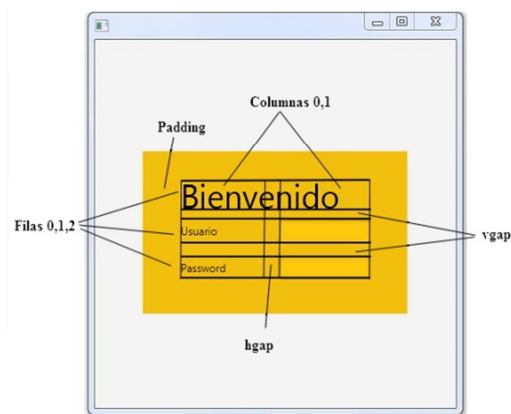 Columnas 0,1
Padding
Bienvenido
Filas 0,1,2
Usuario
vgap
Password
hgap